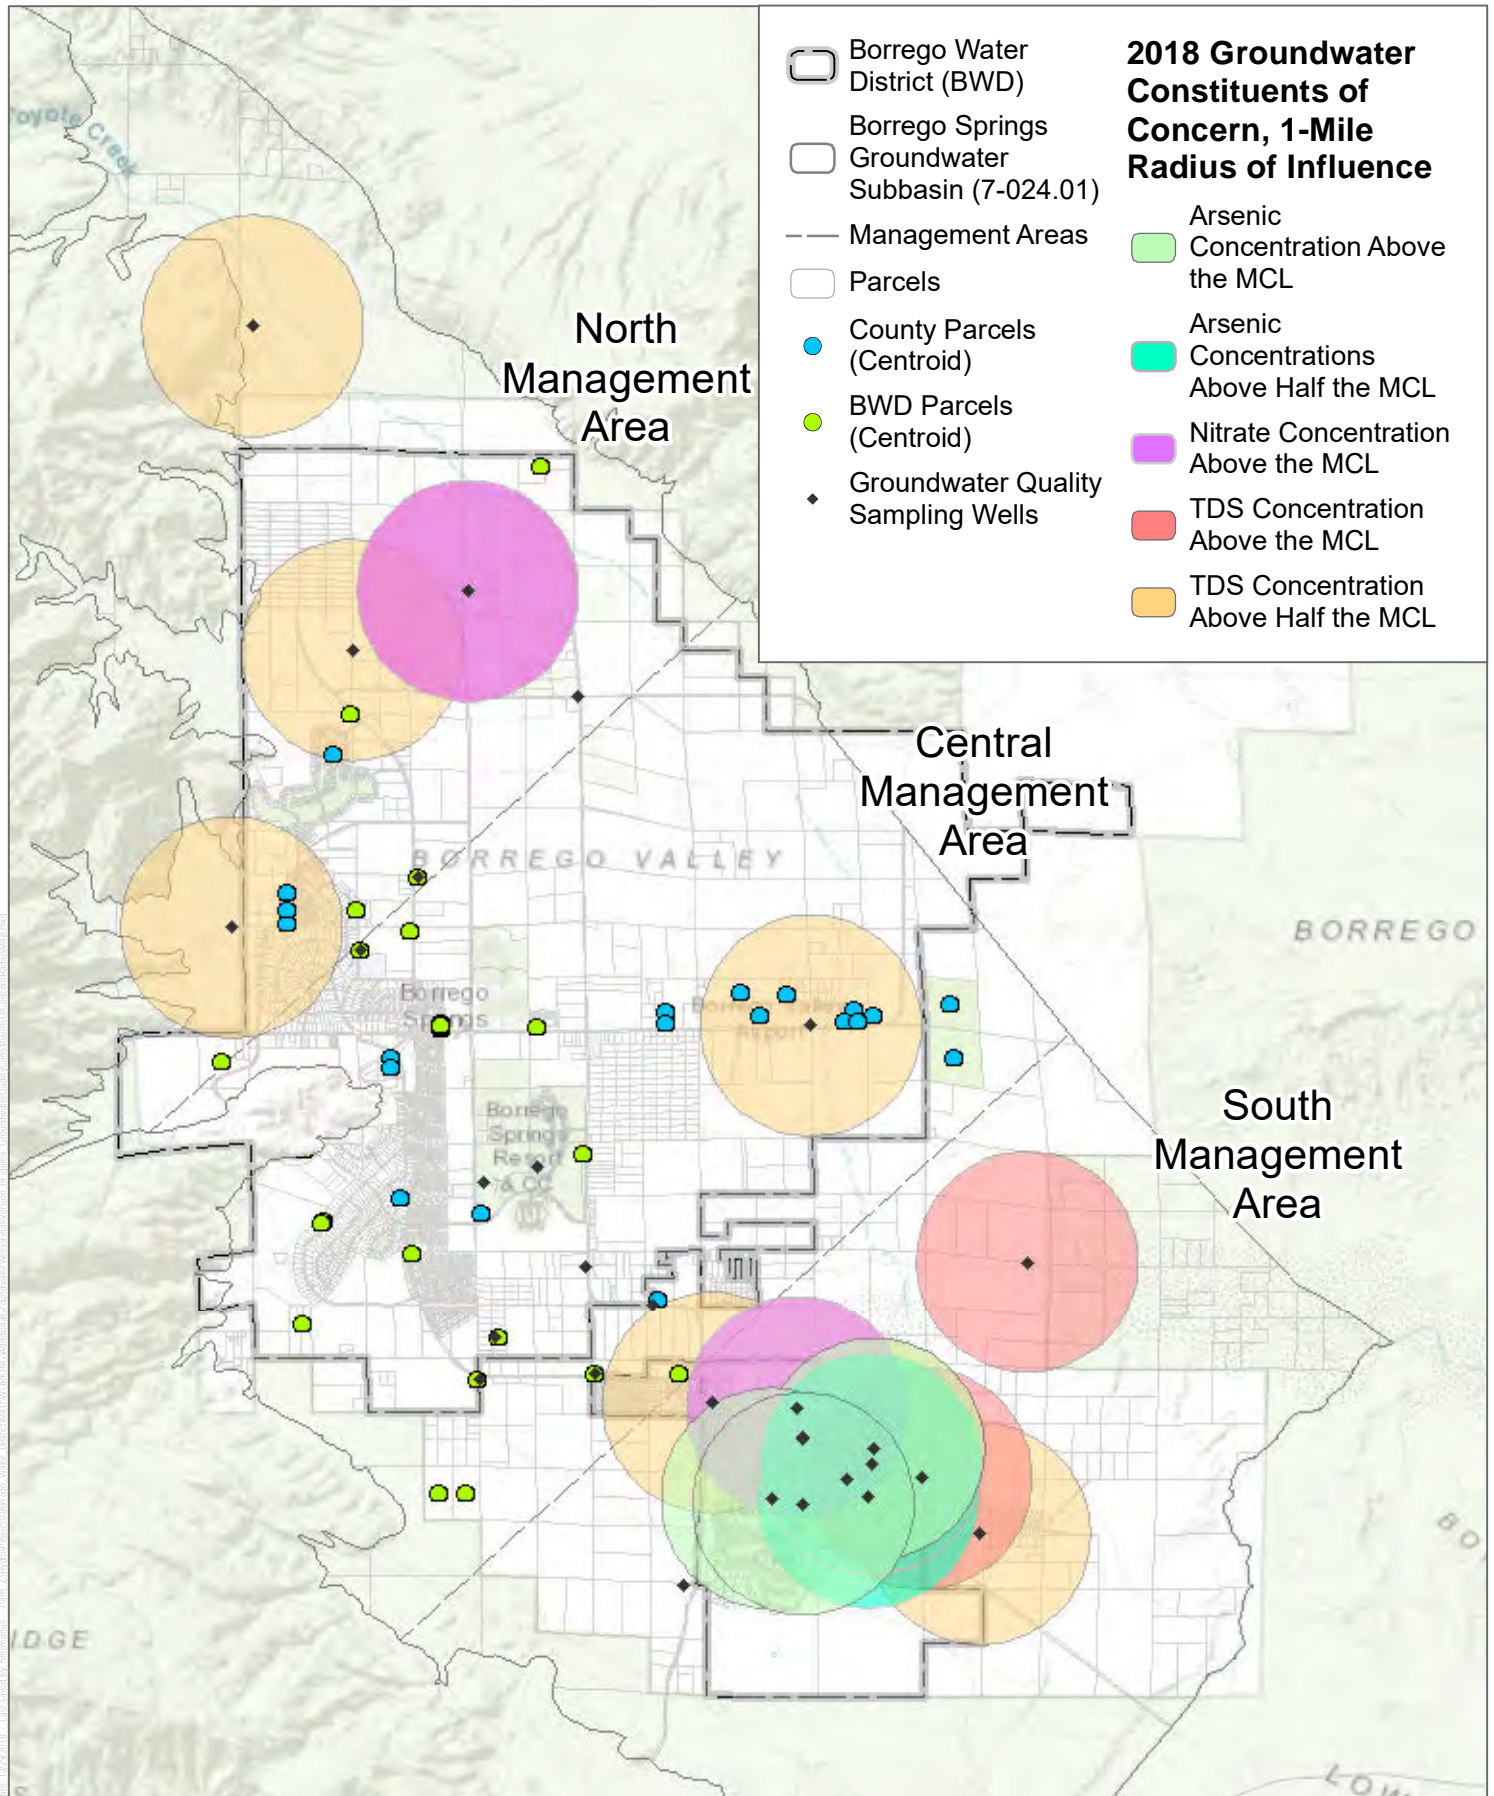 Borrego Water
District (BWD)
Borrego Springs
Groundwater
Subbasin (7-024.01)
Management Areas
Parcels
County Parcels
(Centroid)
BWD Parcels
(Centroid)
Groundwater Quality
Sampling Wells
2018 Groundwater
Constituents of
Concern, 1-Mile
Radius of Influence
Arsenic
Concentration Above
the MCL
Arsenic
Concentrations
Above Half the MCL
Nitrate Concentration
Above the MCL
TDS Concentration
Above the MCL
TDS Concentration
Above Half the MCL
oyote Creek
North
Management
Area
Central
Management
Area
BORREGO VALLEY
BORREGO
Borrego
Springs
Borrego
Springs
Resort
& CC
South
Management
Area
BO
IDGE
LOW